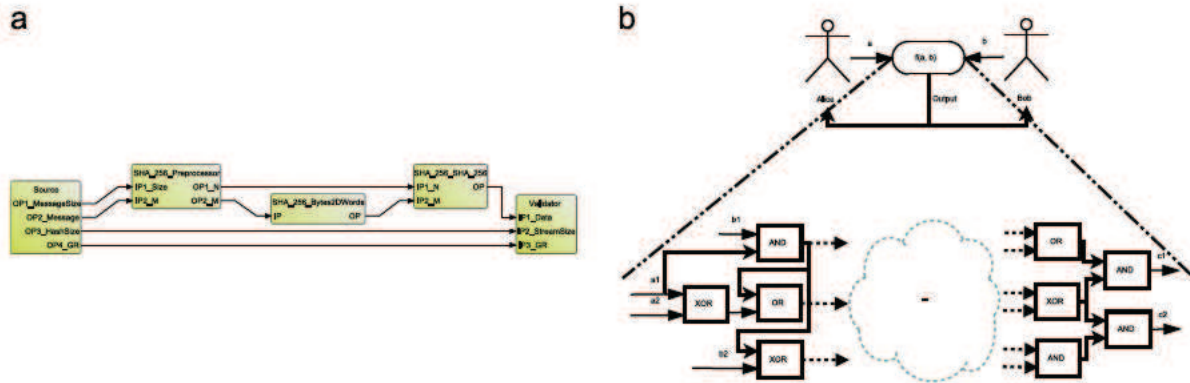 a
b
SHA_256_Preprocessor
IP1_Size OP1_N
IP2_M OP2_M
SHA_256_SHA_256
IP1_N OP
IP2_M
Source
OP1_MessageSize
OP2_Message
OP3_HashSize
OP4_GR
SHA_256_Bytes2DWords
IP OP
Validator
IP1_Data
IP2_StreamSize
IP3_GR
a
b
f(a, b)
Alice
Output
Bob
b1
AND
a1
a2
XOR
OR
b2
XOR
OR
XOR
AND
AND
AND
c1
c2